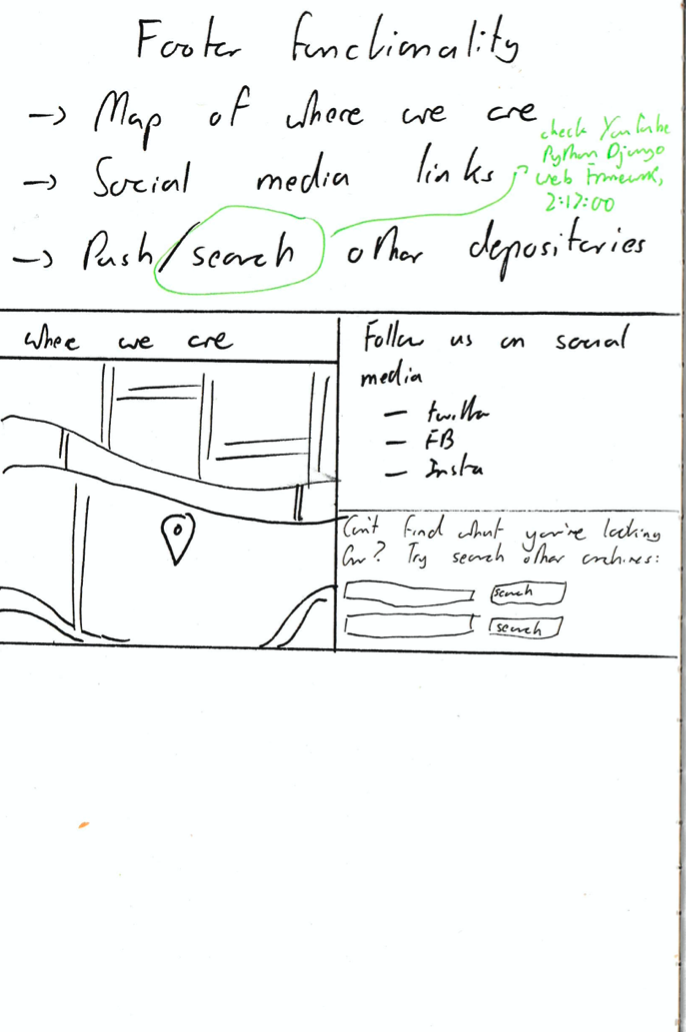 Footer functionality
→ Map of where we are
→ Social media links
→ Push/search other depositories
check YouTube
Python Django
Web Framework,
2:17:00
where we are
Follow us on social
media
— twitter
— FB
— Insta
Can't find what you're looking
for? Try search other archives:
search
search